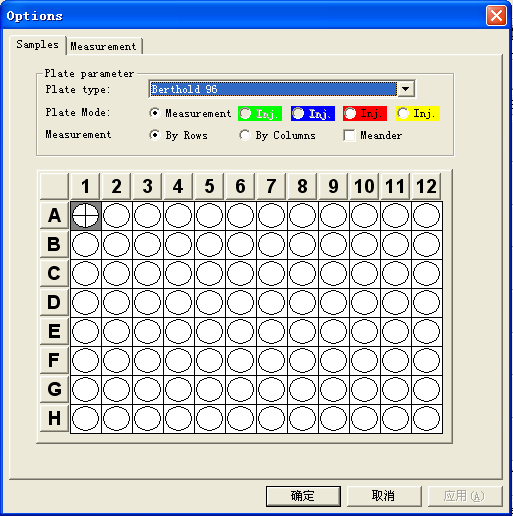 Options
Samples Measurement
Plate parameter
Plate type: Berthold 96
Plate Mode: Measurement Inj. Inj. Inj. Inj.
Measurement By Rows By Columns Meander
1 2 3 4 5 6 7 8 9 10 11 12
A
B
C
D
E
F
G
H
确定 取消 应用(A)